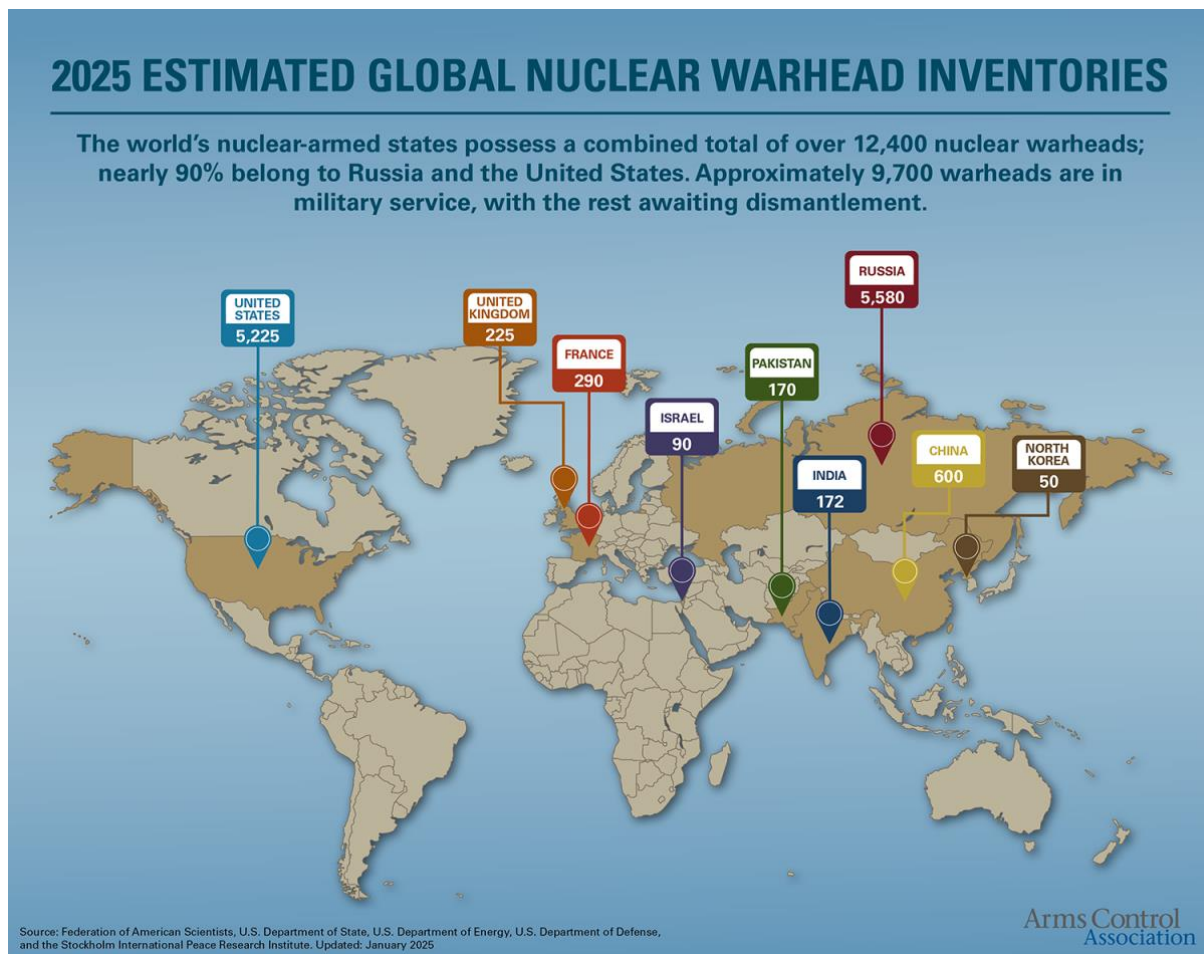 2025 ESTIMATED GLOBAL NUCLEAR WARHEAD INVENTORIES
The world's nuclear-armed states possess a combined total of over 12,400 nuclear warheads;
nearly 90% belong to Russia and the United States. Approximately 9,700 warheads are in
military service, with the rest awaiting dismantlement.
UNITED
STATES
5,225
UNITED
KINGDOM
225
FRANCE
290
ISRAEL
90
PAKISTAN
170
RUSSIA
5,580
INDIA
172
CHINA
600
NORTH
KOREA
50
Source: Federation of American Scientists, U.S. Department of State, U.S. Department of Energy, U.S. Department of Defense,
and the Stockholm International Peace Research Institute. Updated: January 2025
Arms Control
Association